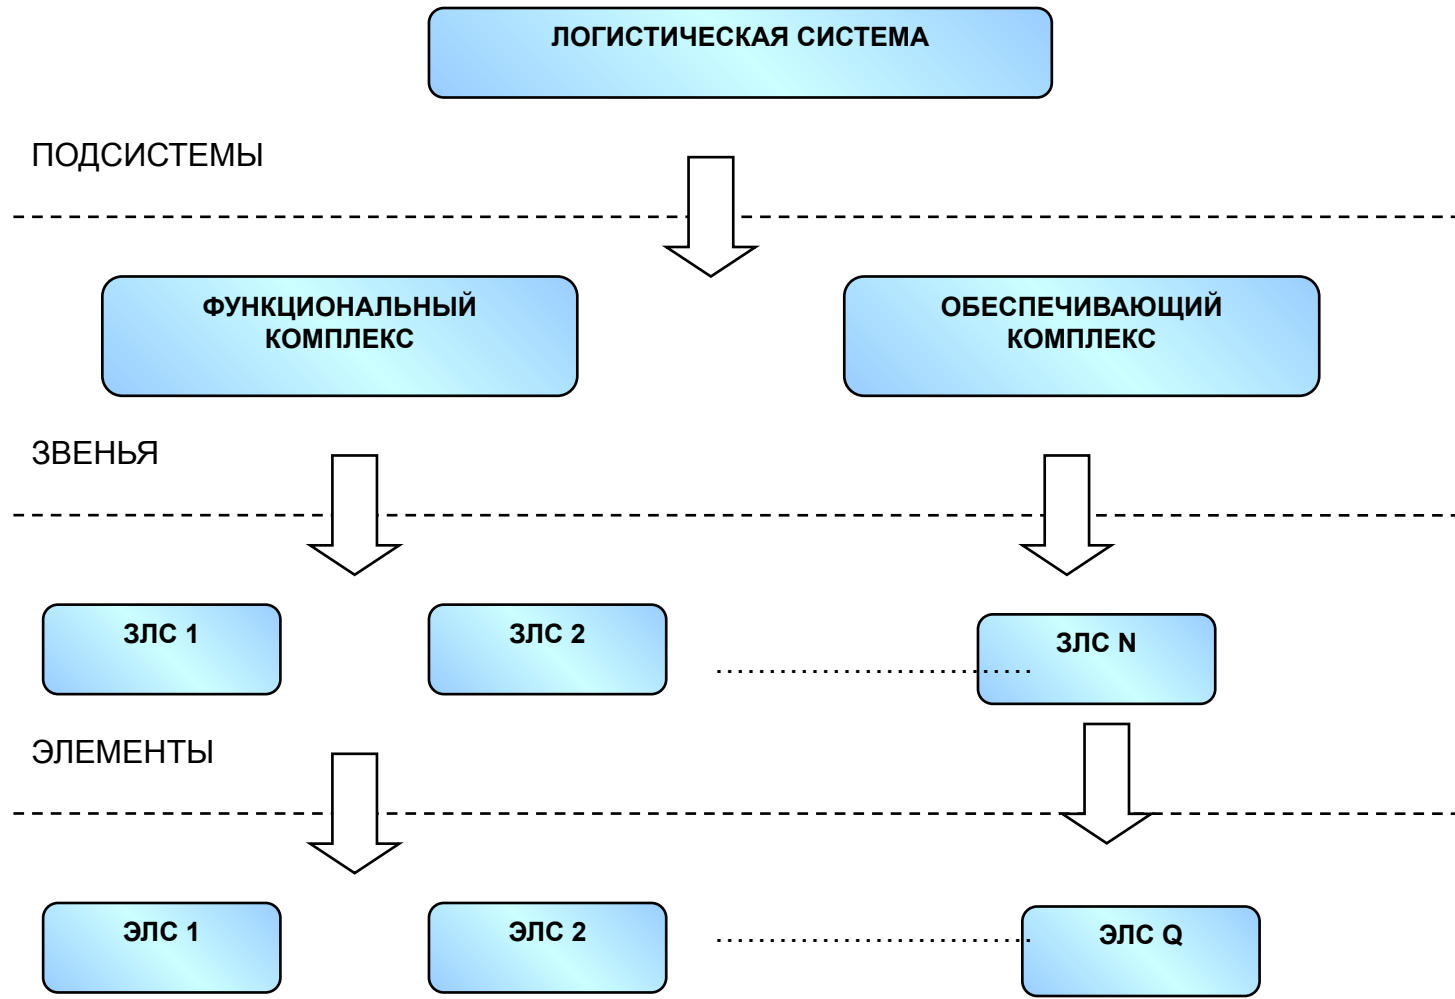 ЛОГИСТИЧЕСКАЯ СИСТЕМА
ПОДСИСТЕМЫ
ФУНКЦИОНАЛЬНЫЙ
КОМПЛЕКС
ОБЕСПЕЧИВАЮЩИЙ
КОМПЛЕКС
ЗВЕНЬЯ
ЗЛС 1
ЗЛС 2
ЗЛС N
ЭЛЕМЕНТЫ
ЭЛС 1
ЭЛС 2
ЭЛС Q